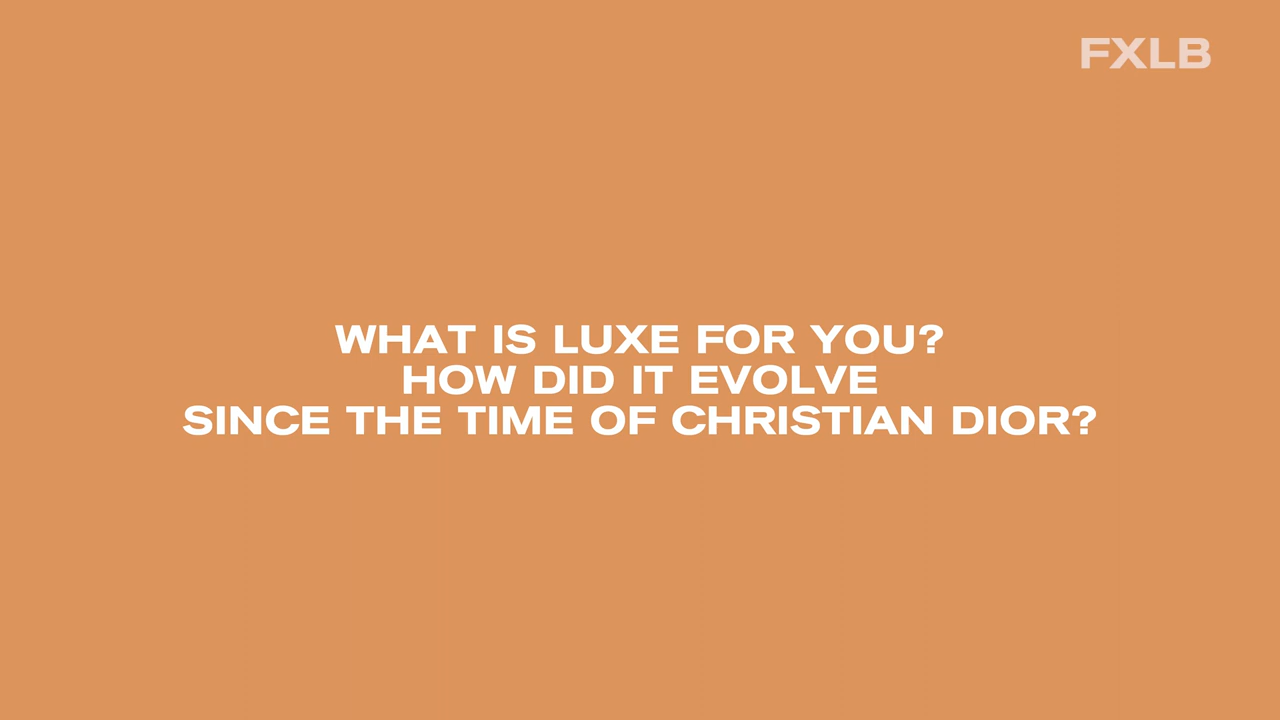 FXLB
WHAT IS LUXE FOR YOU?
HOW DID IT EVOLVE
SINCE THE TIME OF CHRISTIAN DIOR?